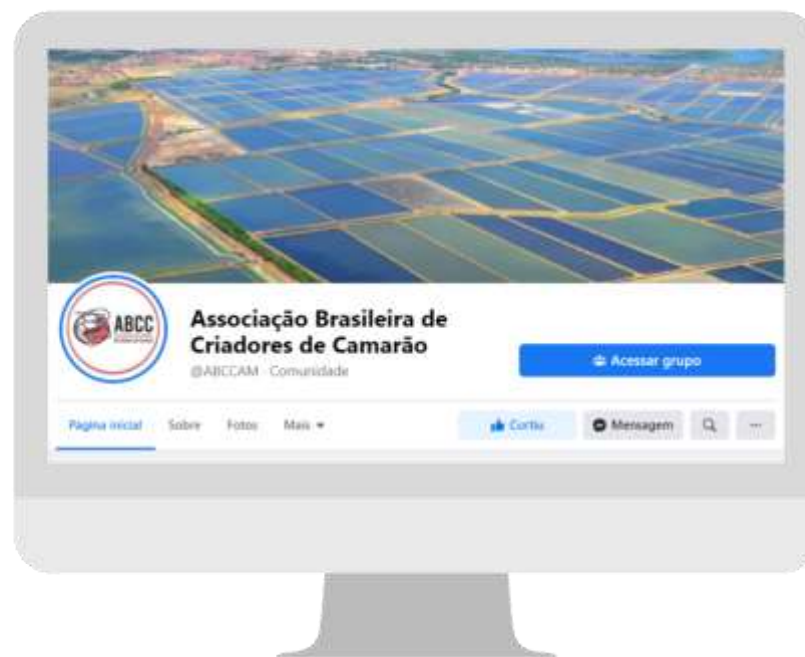 ABCC
Associação Brasileira de
Criadores de Camarão
@ABCCAM · Comunidade
Acessar grupo
Página inicial Sobre Fotos Mais
Curtiu Mensagem